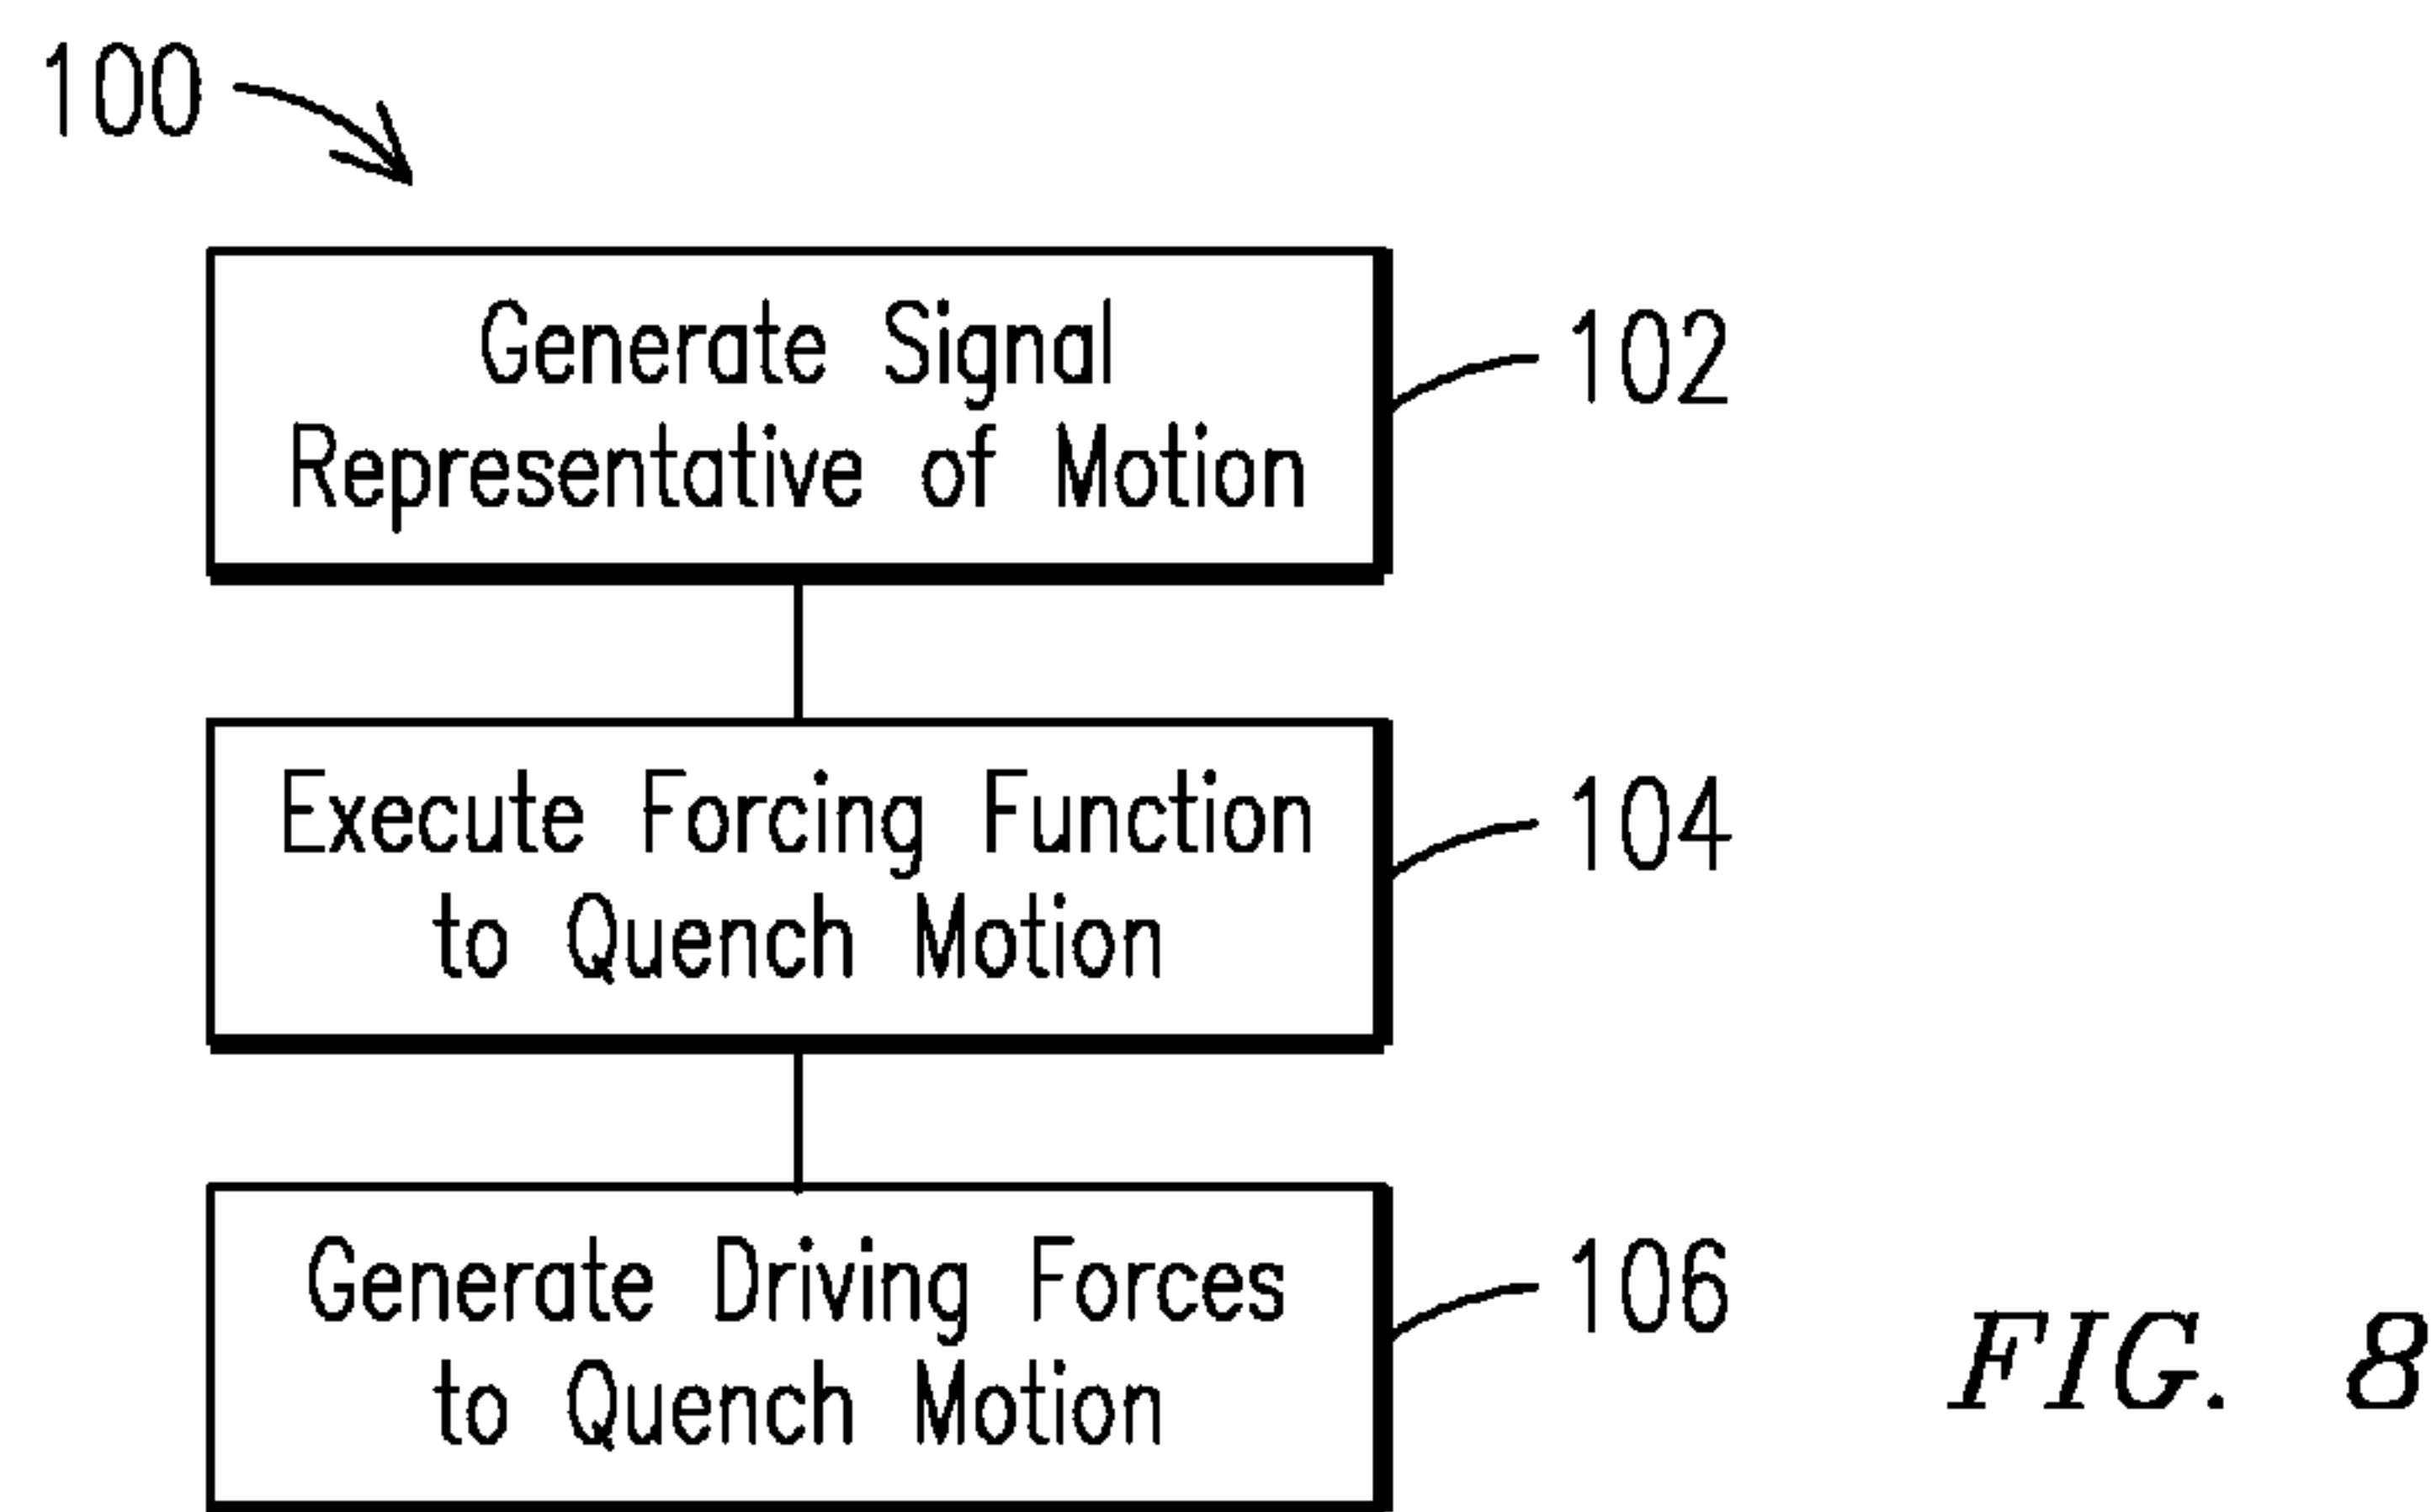 100
Generate Signal
Representative of Motion
102
Execute Forcing Function
to Quench Motion
104
Generate Driving Forces
to Quench Motion
106
FIG. 8